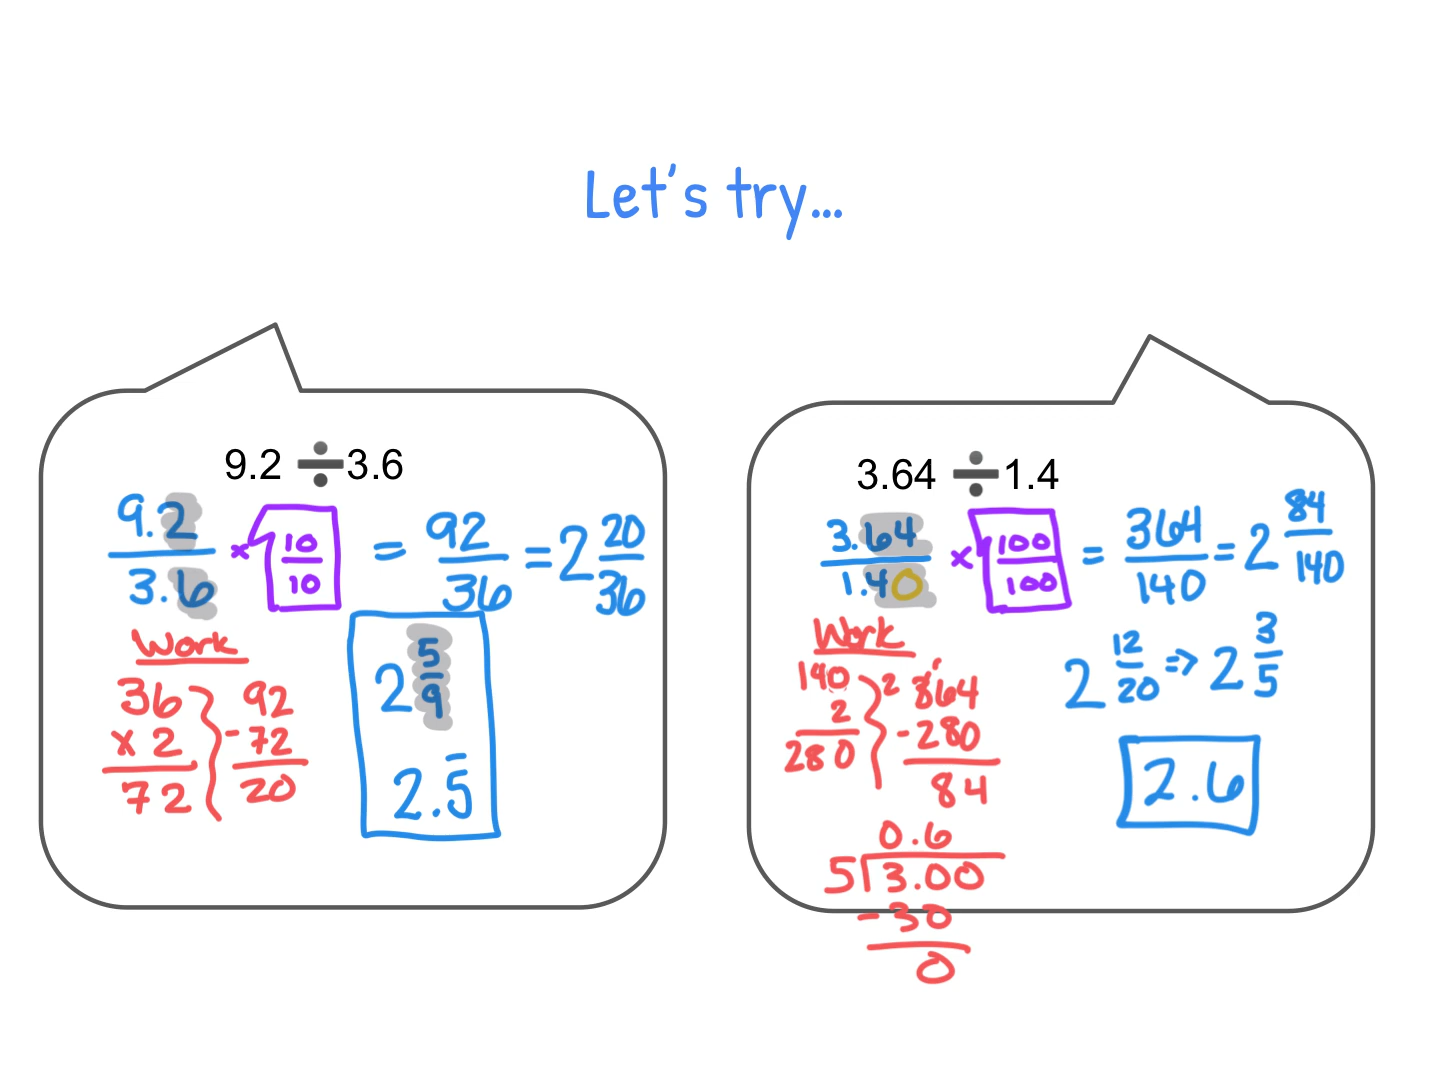 Let's try...
9.2 ÷ 3.6
9.2/3.6 × 10/10 = 92/36 = 2 20/36
Work
36 × 2 = 72
92 - 72 = 20
2 5/9
2.5̅
3.64 ÷ 1.4
3.64/1.40 × 100/100 = 364/140 = 2 84/140
Work
140
2
280
2 364
-280
84
2 12/20 => 2 3/5
2.6
0.6
5 3.00
-30
0